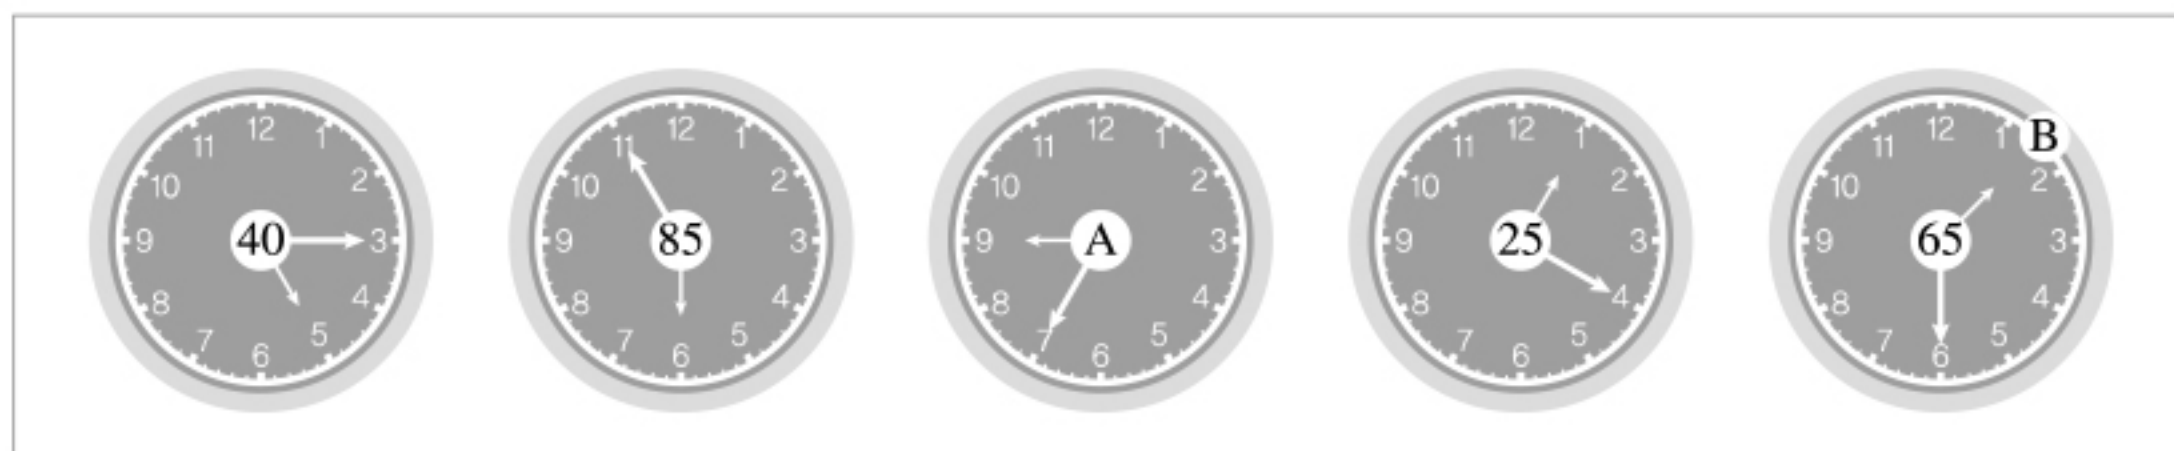 12 1 2 3 4 5 6 7 8 9 10 11 40
12 1 2 3 4 5 6 7 8 9 10 11 85
12 1 2 3 4 5 6 7 8 9 10 11 A
12 1 2 3 4 5 6 7 8 9 10 11 25
12 1 2 3 4 5 6 7 8 9 10 11 65 B